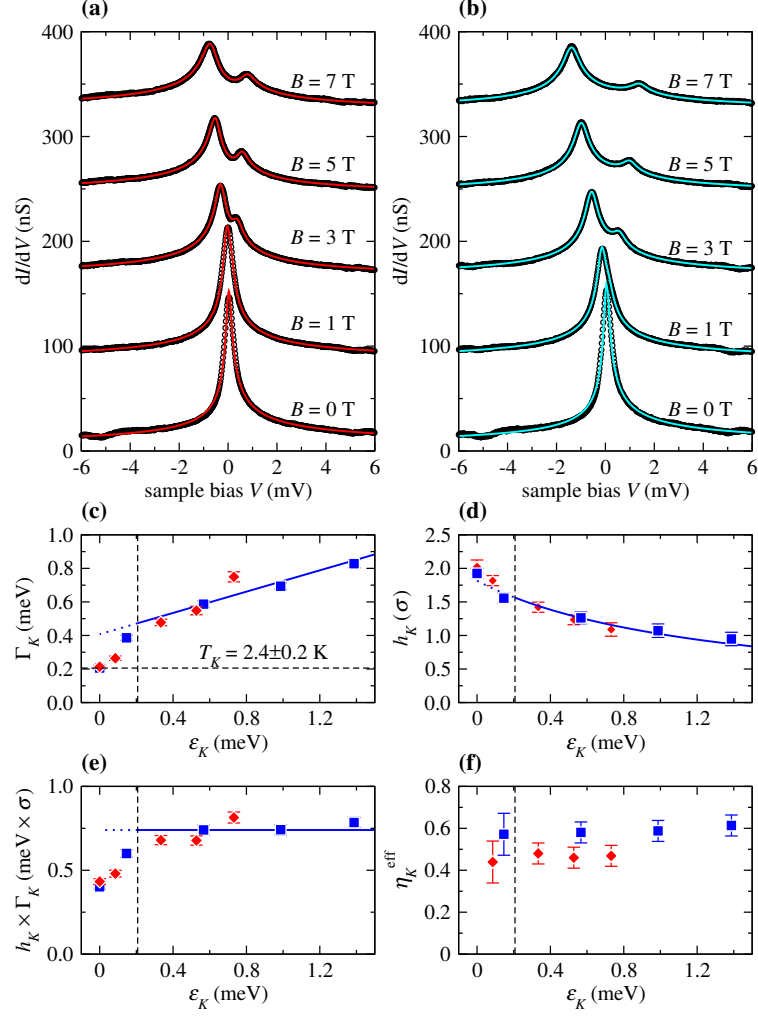 (a)
400
300
200
100
0
dI/dV (nS)
B = 7 T
B = 5 T
B = 3 T
B = 1 T
B = 0 T
-6 -4 -2 0 2 4 6
sample bias V (mV)
(b)
400
300
200
100
0
dI/dV (nS)
B = 7 T
B = 5 T
B = 3 T
B = 1 T
B = 0 T
-6 -4 -2 0 2 4 6
sample bias V (mV)
(c)
1.0
0.8
0.6
0.4
0.2
0.0
Γ_K (meV)
T_K = 2.4±0.2 K
0 0.4 0.8 1.2
ε_K (meV)
(d)
2.5
2.0
1.5
1.0
0.5
0.0
h_K (σ)
0 0.4 0.8 1.2
ε_K (meV)
(e)
1.0
0.5
0.0
h_K × Γ_K (meV × σ)
0 0.4 0.8 1.2
ε_K (meV)
(f)
0.8
0.6
0.4
0.2
0
η_K^eff
0 0.4 0.8 1.2
ε_K (meV)